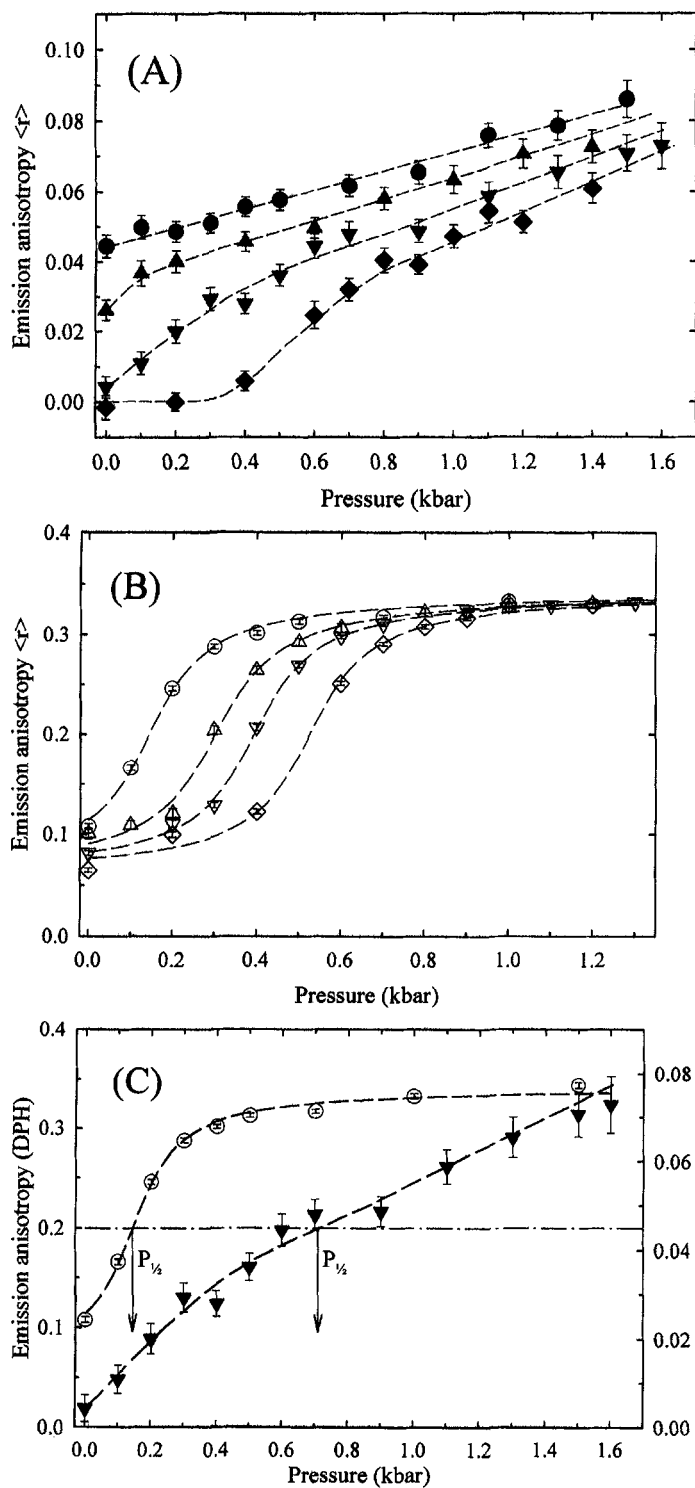 (A)
Emission anisotropy <r>
0.10
0.08
0.06
0.04
0.02
0.00
0.0 0.2 0.4 0.6 0.8 1.0 1.2 1.4 1.6
Pressure (kbar)
(B)
Emission anisotropy <r>
0.4
0.3
0.2
0.1
0.0
0.0 0.2 0.4 0.6 0.8 1.0 1.2
Pressure (kbar)
(C)
Emission anisotropy (DPH)
0.4
0.3
0.2
0.1
0.0
P½
P½
0.08
0.06
0.04
0.02
0.00
0.0 0.2 0.4 0.6 0.8 1.0 1.2 1.4 1.6
Pressure (kbar)